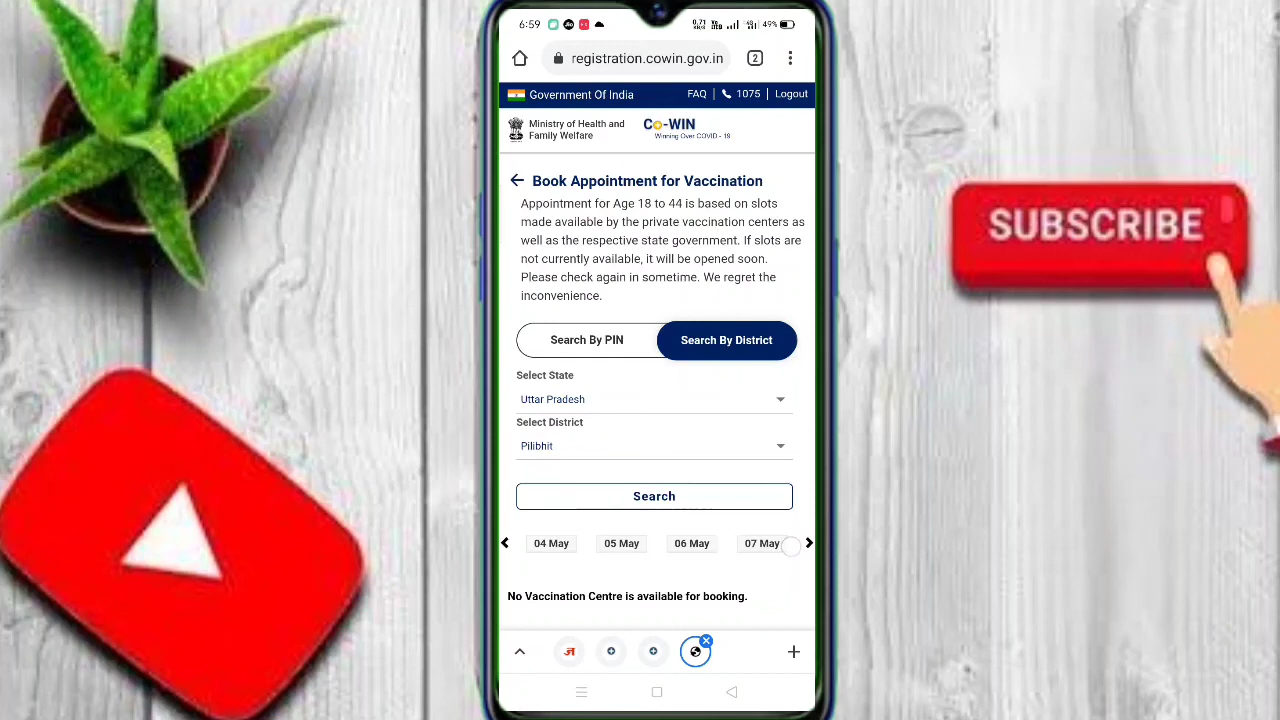 6:59
49%
registration.cowin.gov.in
2
Government Of India
FAQ | 1075 | Logout
Ministry of Health and
Family Welfare
Co-WIN
Winning Over COVID - 19
Book Appointment for Vaccination
Appointment for Age 18 to 44 is based on slots
made available by the private vaccination centers as
well as the respective state government. If slots are
not currently available, it will be opened soon.
Please check again in sometime. We regret the
inconvenience.
Search By PIN
Search By District
Select State
Uttar Pradesh
Select District
Pilibhit
Search
04 May
05 May
06 May
07 May
No Vaccination Centre is available for booking.
SUBSCRIBE